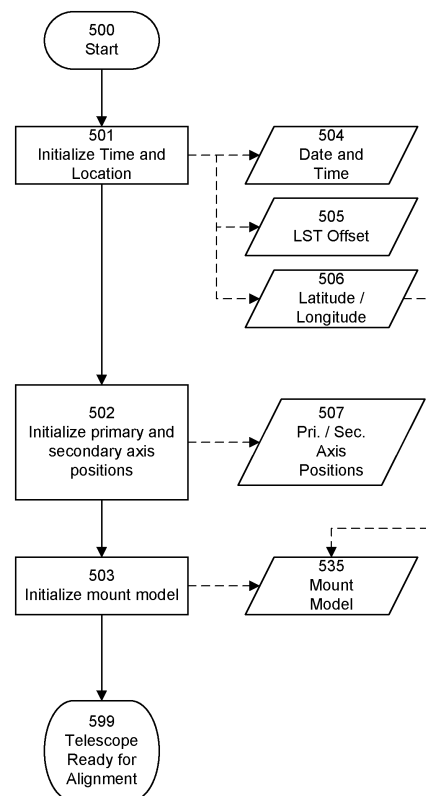 500
Start
501
Initialize Time and
Location
504
Date and
Time
505
LST Offset
506
Latitude /
Longitude
502
Initialize primary and
secondary axis
positions
507
Pri. / Sec.
Axis
Positions
503
Initialize mount model
535
Mount
Model
599
Telescope
Ready for
Alignment